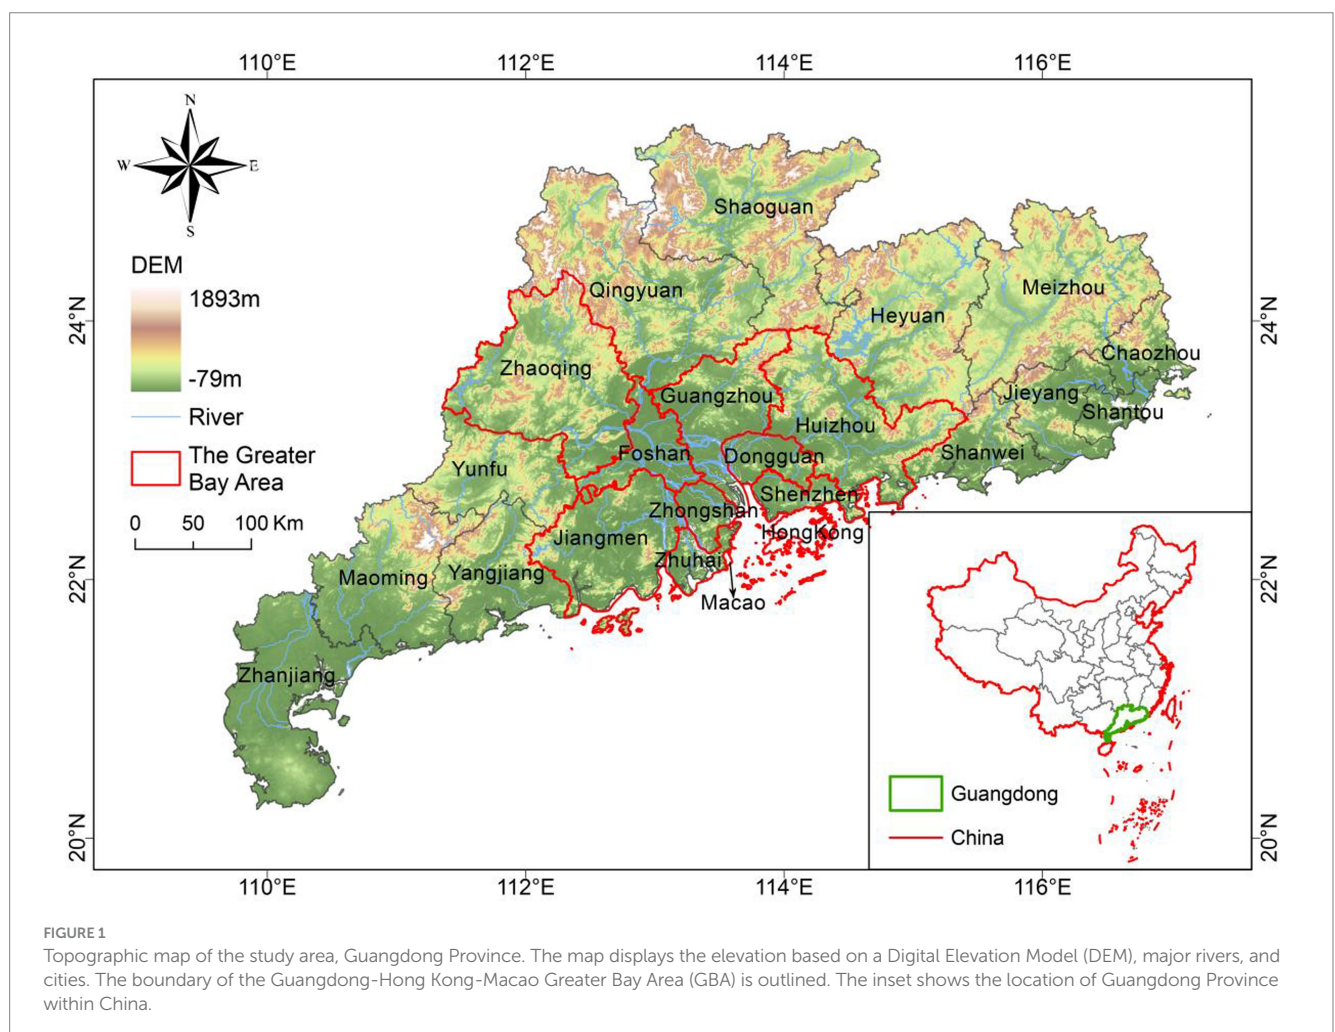 110°E 112°E 114°E 116°E
N
W E
S
DEM
1893m
-79m
River
The Greater
Bay Area
0 50 100 Km
24°N
22°N
20°N
24°N
22°N
20°N
Shaoguan
Qingyuan
Meizhou
Heyuan
Chaozhou
Zhaoqing
Jieyang
Guangzhou
Shantou
Huizhou
Foshan
Dongguan
Shanwei
Yunfu
Shenzhen
Zhongshan
HongKong
Jiangmen
Zhuhai
Maoming
Yangjiang
Macao
Zhanjiang
Guangdong
China
110°E 112°E 114°E 116°E
FIGURE 1
Topographic map of the study area, Guangdong Province. The map displays the elevation based on a Digital Elevation Model (DEM), major rivers, and
cities. The boundary of the Guangdong-Hong Kong-Macao Greater Bay Area (GBA) is outlined. The inset shows the location of Guangdong Province
within China.